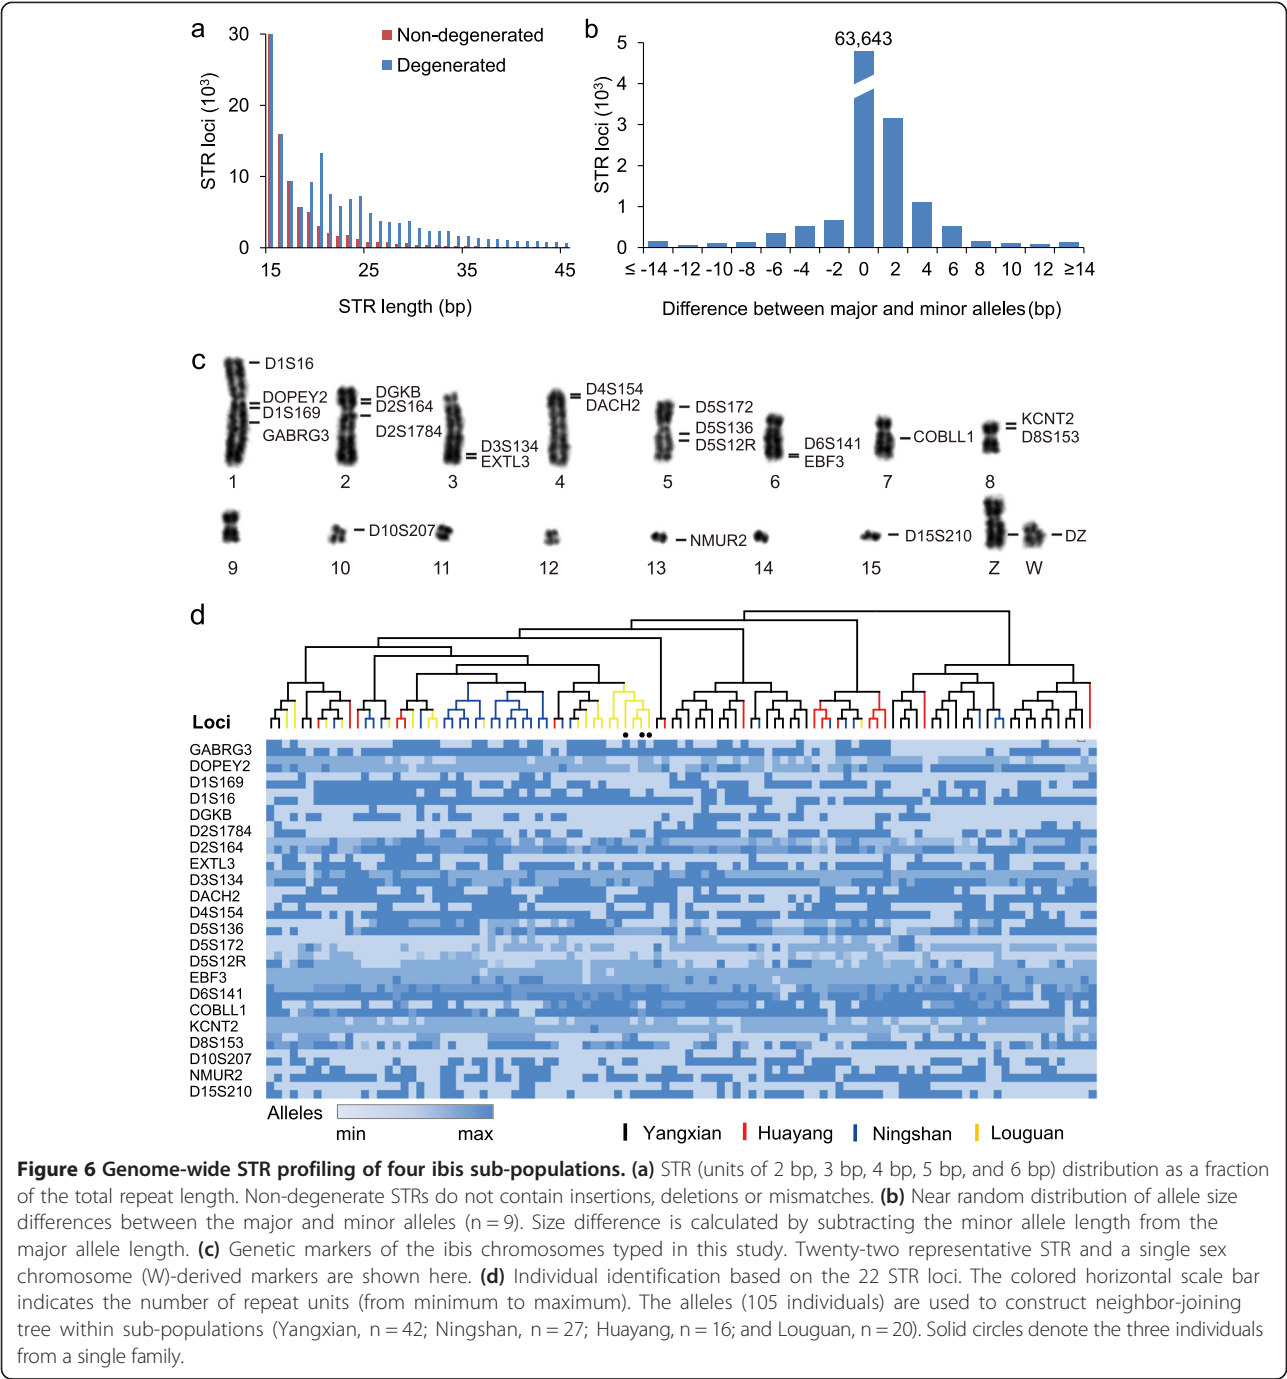 a
b
30
20
10
0
STR loci (10³)
Non-degenerated
Degenerated
15
25
35
45
STR length (bp)
63,643
5
4
3
2
1
0
STR loci (10³)
≤ -14 -12 -10 -8 -6 -4 -2 0 2 4 6 8 10 12 ≥14
Difference between major and minor alleles (bp)
c
D1S16
DOPEY2
D1S169
GABRG3
DGKB
D2S164
D2S1784
D3S134
EXTL3
D4S154
DACH2
D5S172
D5S136
D5S12R
D6S141
EBF3
COBLL1
KCNT2
D8S153
1 2 3 4 5 6 7 8
D10S207
NMUR2
D15S210
DZ
9 10 11 12 13 14 15 Z W
d
Loci
GABRG3
DOPEY2
D1S169
D1S16
DGKB
D2S1784
D2S164
EXTL3
D3S134
DACH2
D4S154
D5S136
D5S172
D5S12R
EBF3
D6S141
COBLL1
KCNT2
D8S153
D10S207
NMUR2
D15S210
Alleles
min max
Yangxian Huayang Ningshan Louguan
Figure 6 Genome-wide STR profiling of four ibis sub-populations. (a) STR (units of 2 bp, 3 bp, 4 bp, 5 bp, and 6 bp) distribution as a fraction
of the total repeat length. Non-degenerate STRs do not contain insertions, deletions or mismatches. (b) Near random distribution of allele size
differences between the major and minor alleles (n = 9). Size difference is calculated by subtracting the minor allele length from the
major allele length. (c) Genetic markers of the ibis chromosomes typed in this study. Twenty-two representative STR and a single sex
chromosome (W)-derived markers are shown here. (d) Individual identification based on the 22 STR loci. The colored horizontal scale bar
indicates the number of repeat units (from minimum to maximum). The alleles (105 individuals) are used to construct neighbor-joining
tree within sub-populations (Yangxian, n = 42; Ningshan, n = 27; Huayang, n = 16; and Louguan, n = 20). Solid circles denote the three individuals
from a single family.